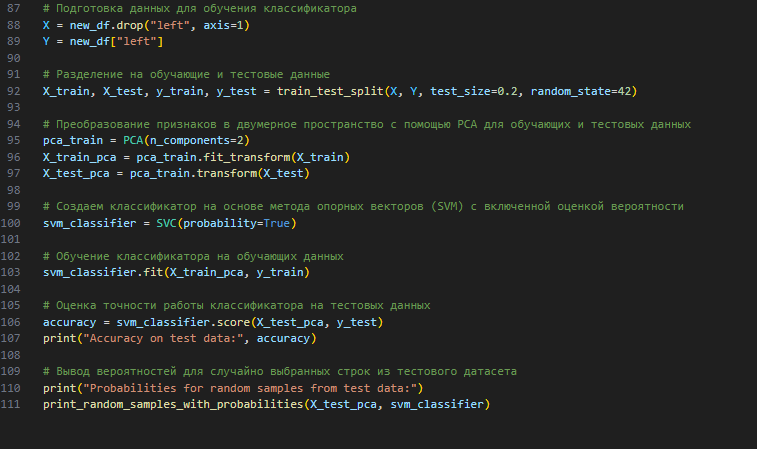 87 # Подготовка данных для обучения классификатора
88 X = new_df.drop("left", axis=1)
89 Y = new_df["left"]
90
91 # Разделение на обучающие и тестовые данные
92 X_train, X_test, y_train, y_test = train_test_split(X, Y, test_size=0.2, random_state=42)
93
94 # Преобразование признаков в двумерное пространство с помощью PCA для обучающих и тестовых данных
95 pca_train = PCA(n_components=2)
96 X_train_pca = pca_train.fit_transform(X_train)
97 X_test_pca = pca_train.transform(X_test)
98
99 # Создаем классификатор на основе метода опорных векторов (SVM) с включенной оценкой вероятности
100 svm_classifier = SVC(probability=True)
101
102 # Обучение классификатора на обучающих данных
103 svm_classifier.fit(X_train_pca, y_train)
104
105 # Оценка точности работы классификатора на тестовых данных
106 accuracy = svm_classifier.score(X_test_pca, y_test)
107 print("Accuracy on test data:", accuracy)
108
109 # Вывод вероятностей для случайно выбранных строк из тестового датасета
110 print("Probabilities for random samples from test data:")
111 print_random_samples_with_probabilities(X_test_pca, svm_classifier)